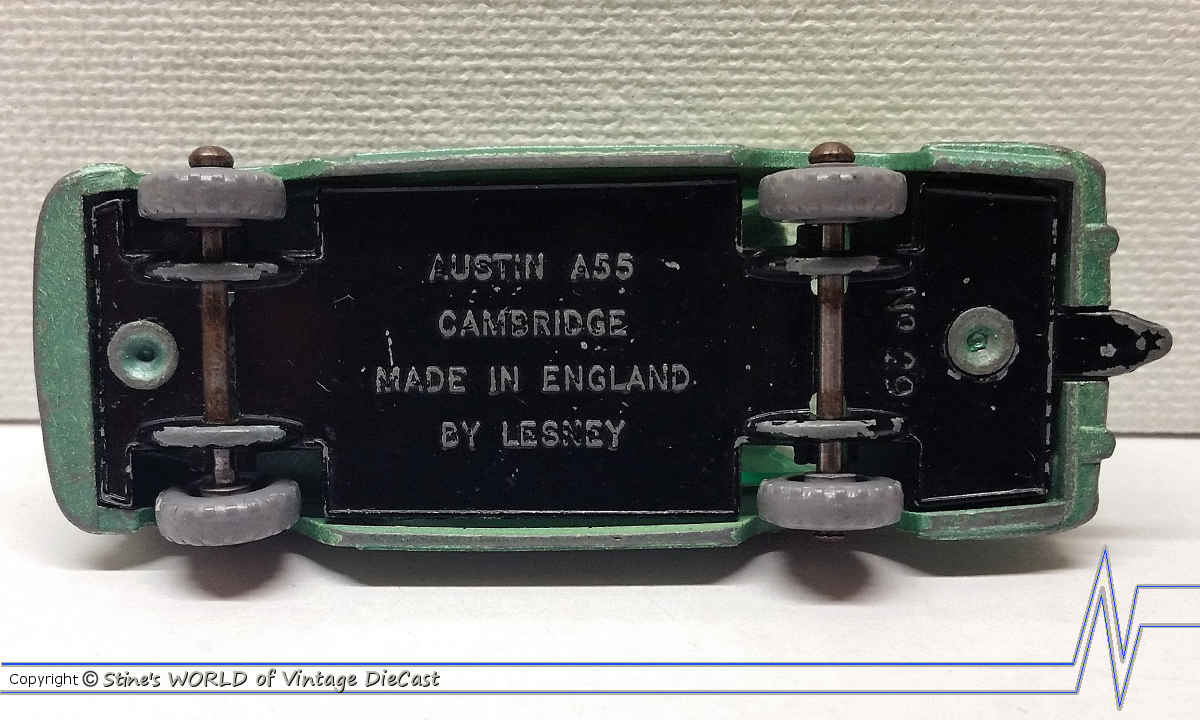 AUSTIN A55
CAMBRIDGE
MADE IN ENGLAND
BY LESNEY
No 29
Copyright © Stine's WORLD of Vintage DieCast